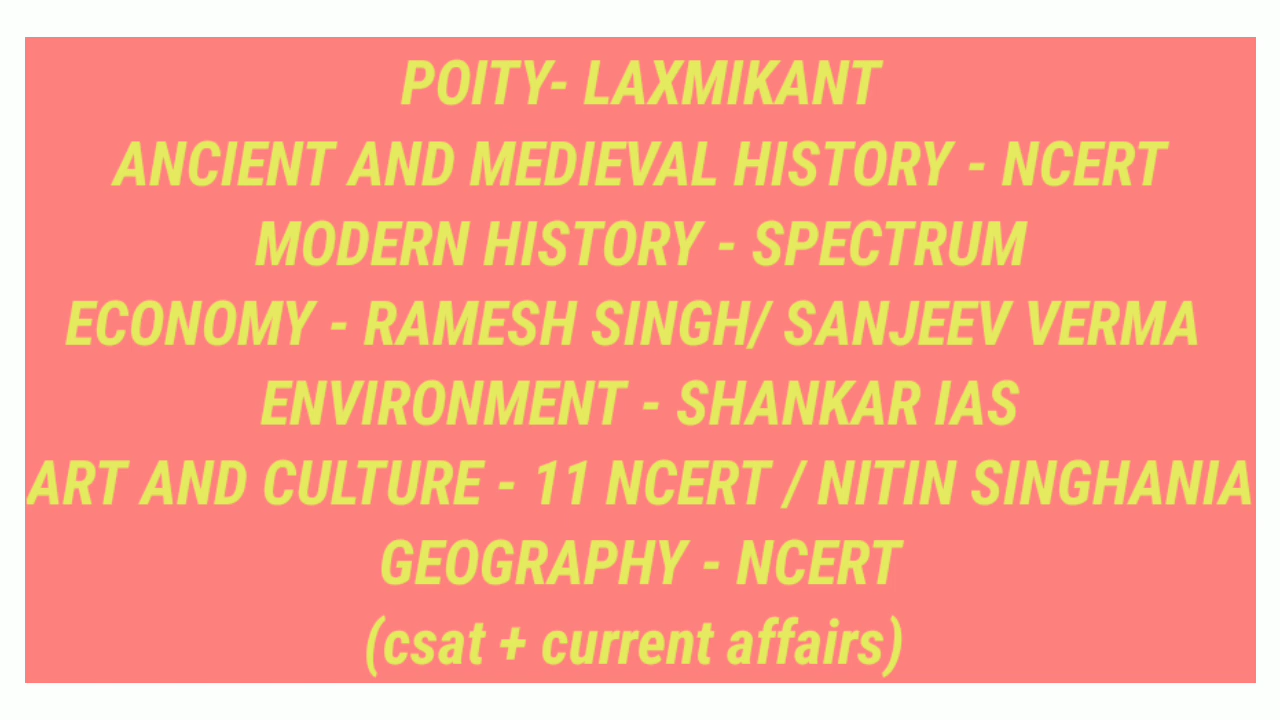 POITY- LAXMIKANT
ANCIENT AND MEDIEVAL HISTORY - NCERT
MODERN HISTORY - SPECTRUM
ECONOMY - RAMESH SINGH/ SANJEEV VERMA
ENVIRONMENT - SHANKAR IAS
ART AND CULTURE - 11 NCERT / NITIN SINGHANIA
GEOGRAPHY - NCERT
(csat + current affairs)